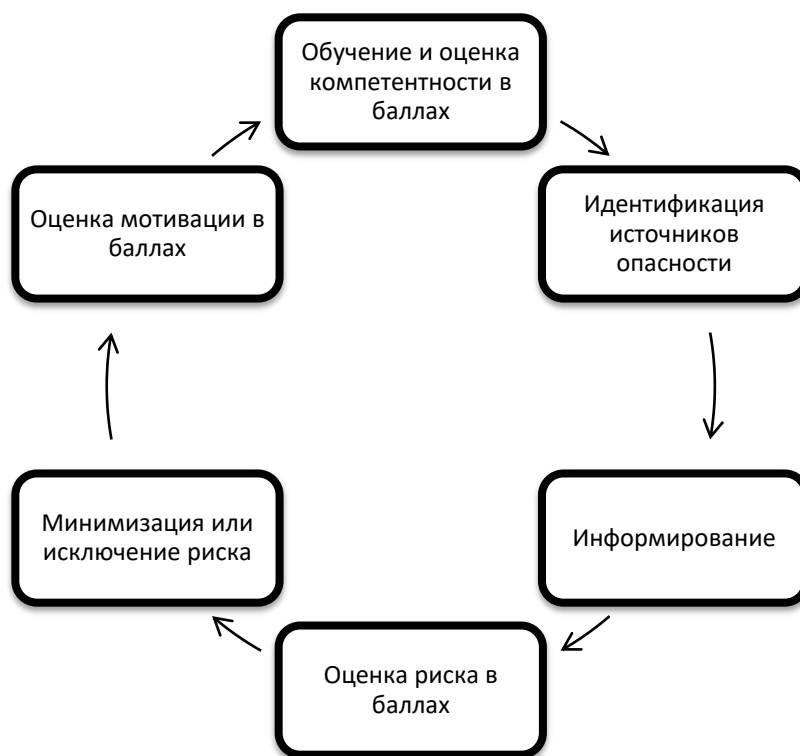 Обучение и оценка
компетентности в
баллах
Идентификация
источников
опасности
Информирование
Оценка риска в
баллах
Минимизация или
исключение риска
Оценка мотивации в
баллах